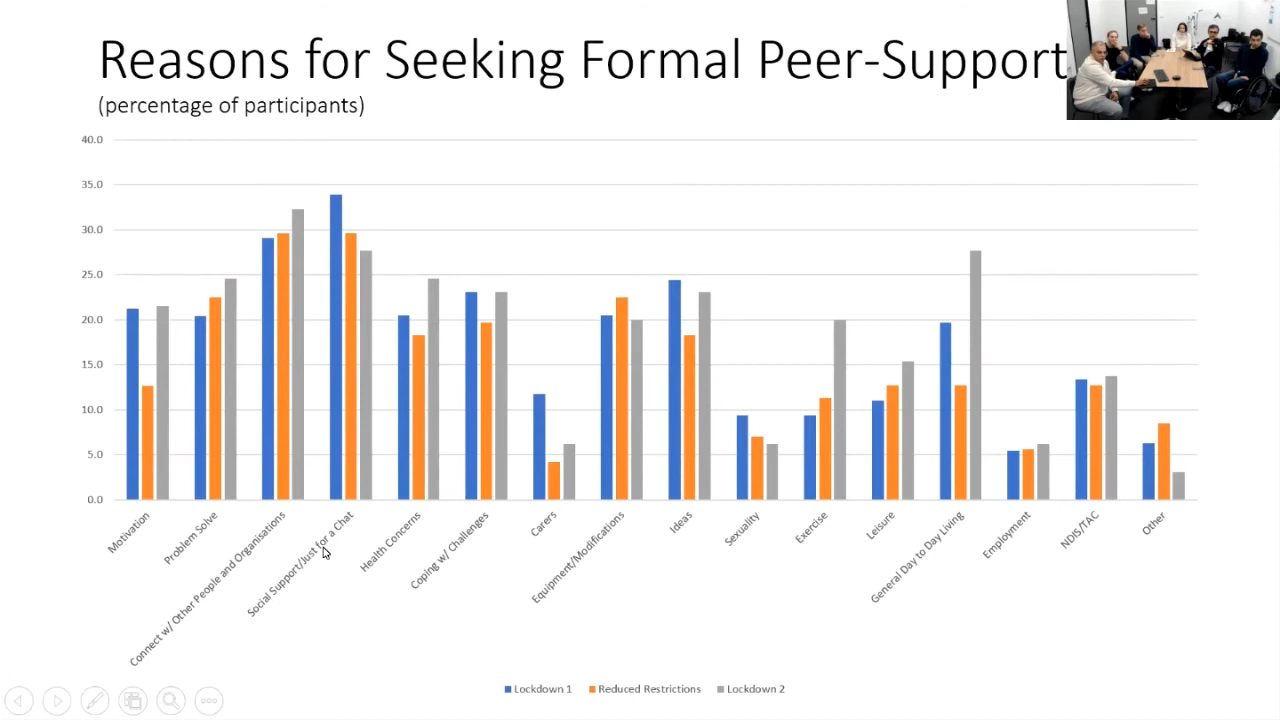 Reasons for Seeking Formal Peer-Support
(percentage of participants)
40.0
35.0
30.0
25.0
20.0
15.0
10.0
5.0
0.0
Motivation
Problem Solve
Connect w/ Other People and Organisations
Social Support/Just for a Chat
Health Concerns
Coping w/ Challenges
Carers
Equipment/Modifications
Ideas
Sexuality
Exercise
Leisure
General Day to Day Living
Employment
NDIS/TAC
Other
Lockdown 1 Reduced Restrictions Lockdown 2